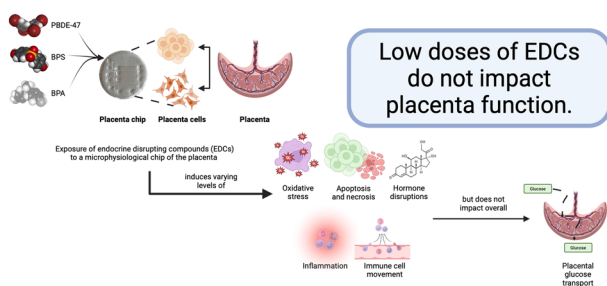 PBDE-47
BPS
BPA
Placenta chip
Placenta cells
Placenta
Low doses of EDCs
do not impact
placenta function.
Exposure of endocrine disrupting compounds (EDCs)
to a microphysiological chip of the placenta
induces varying
levels of
Oxidative
stress
Apoptosis
and necrosis
Hormone
disruptions
Inflammation
Immune cell
movement
but does not
impact overall
Glucose
Glucose
Placental
glucose
transport